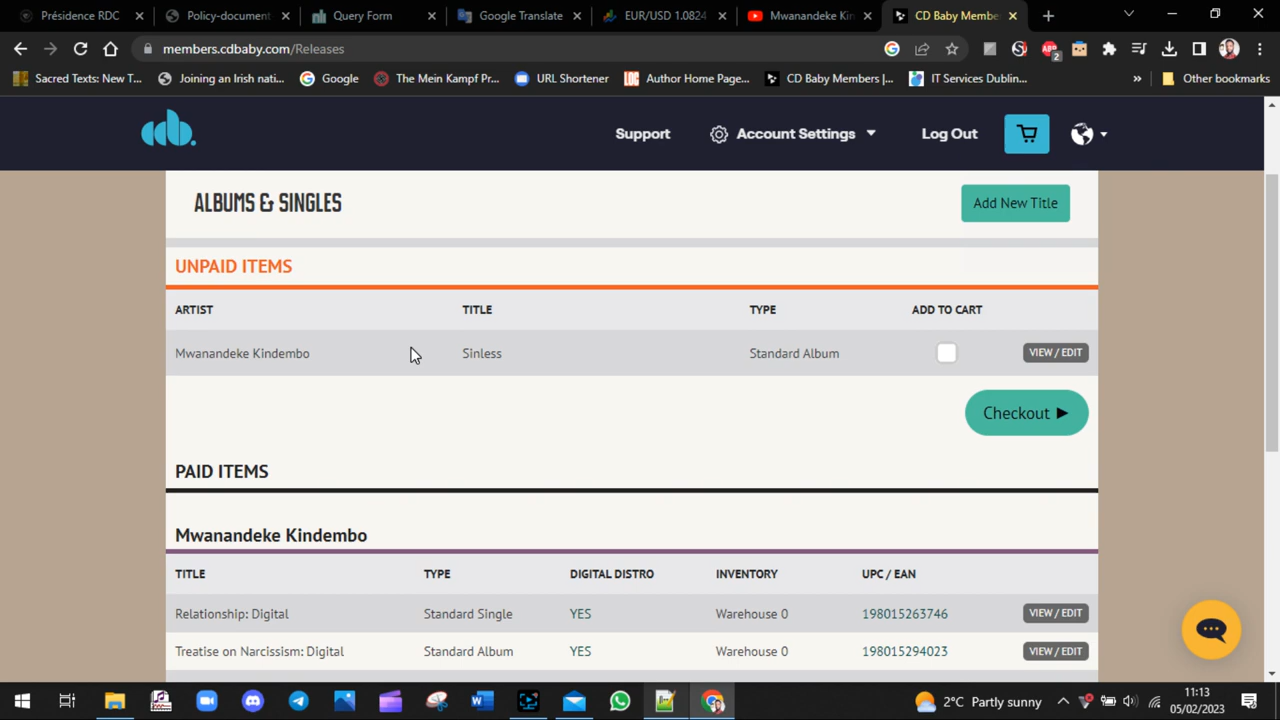 Présidence RDC
Policy-document
Query Form
Google Translate
EUR/USD 1.0824
Mwanandeke Kin
CD Baby Membe
members.cdbaby.com/Releases
2
Sacred Texts: New T...
Joining an Irish nati...
Google
The Mein Kampf Pr...
URL Shortener
Author Home Page...
CD Baby Members |...
IT Services Dublin,...
»
Other bookmarks
Support
Account Settings
Log Out
ALBUMS & SINGLES
Add New Title
UNPAID ITEMS
ARTIST TITLE TYPE ADD TO CART
Mwanandeke Kindembo Sinless Standard Album VIEW / EDIT
Checkout ▶
PAID ITEMS
Mwanandeke Kindembo
TITLE TYPE DIGITAL DISTRO INVENTORY UPC / EAN
Relationship: Digital Standard Single YES Warehouse 0 198015263746 VIEW / EDIT
Treatise on Narcissism: Digital Standard Album YES Warehouse 0 198015294023 VIEW / EDIT
2°C Partly sunny
11:13
05/02/2023